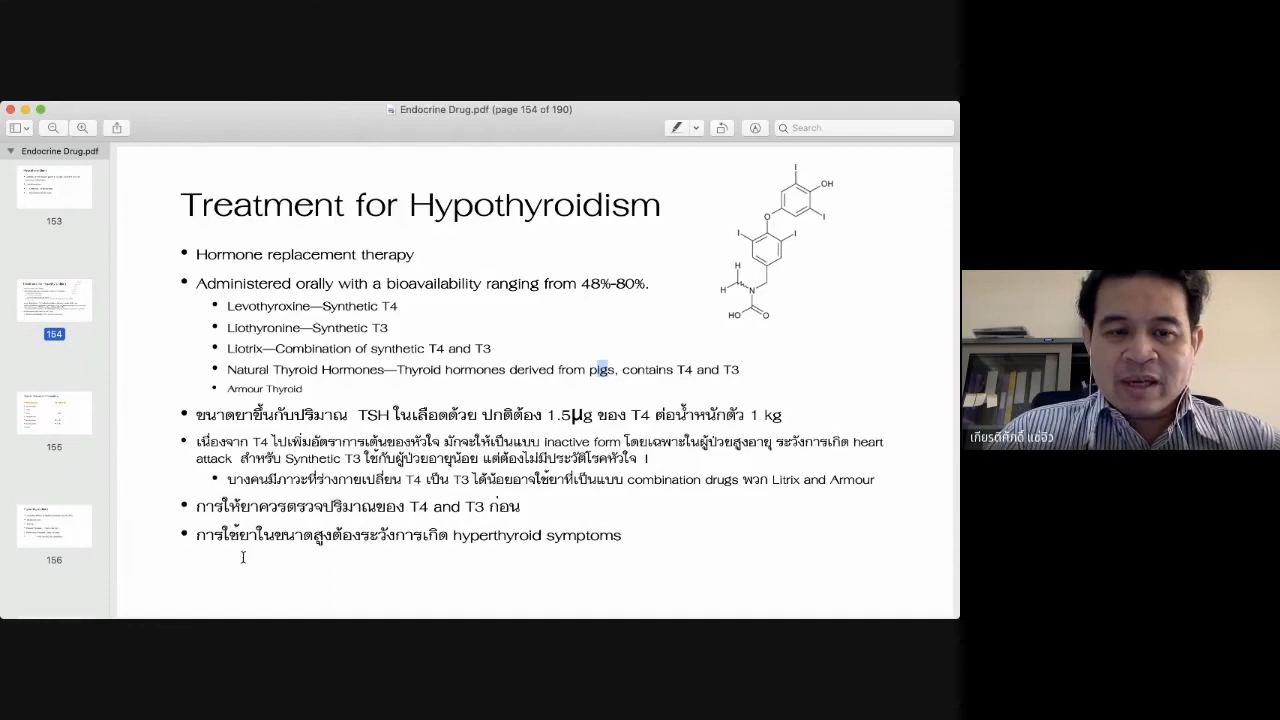 Endocrine Drug.pdf (page 154 of 190)
Search
Endocrine Drug.pdf
153
154
155
156
Treatment for Hypothyroidism
• Hormone replacement therapy
• Administered orally with a bioavailability ranging from 48%-80%.
• Levothyroxine—Synthetic T4
• Liothyronine—Synthetic T3
• Liotrix—Combination of synthetic T4 and T3
• Natural Thyroid Hormones—Thyroid hormones derived from pigs, contains T4 and T3
• Armour Thyroid
• ขนาดยาขึ้นกับปริมาณ TSH ในเลือดด้วย ปกติต้อง 1.5µg ของ T4 ต่อน้ำหนักตัว 1 kg
• เนื่องจาก T4 ไปเพิ่มอัตราการเต้นของหัวใจ มักจะให้เป็นแบบ inactive form โดยเฉพาะในผู้ป่วยสูงอายุ ระวังการเกิด heart
attack สำหรับ Synthetic T3 ใช้กับผู้ป่วยอายุน้อย แต่ต้องไม่มีประวัติโรคหัวใจ I
• บางคนมีภาวะที่ร่างกายเปลี่ยน T4 เป็น T3 ได้น้อยอาจใช้ยาที่เป็นแบบ combination drugs พวก Litrix and Armour
• การให้ยาควรตรวจปริมาณของ T4 and T3 ก่อน
• การใช้ยาในขนาดสูงต้องระวังการเกิด hyperthyroid symptoms
I
OH
O
I
I
I
H
H
N
HO
O
เกียรติศักดิ์ แซ่อิว